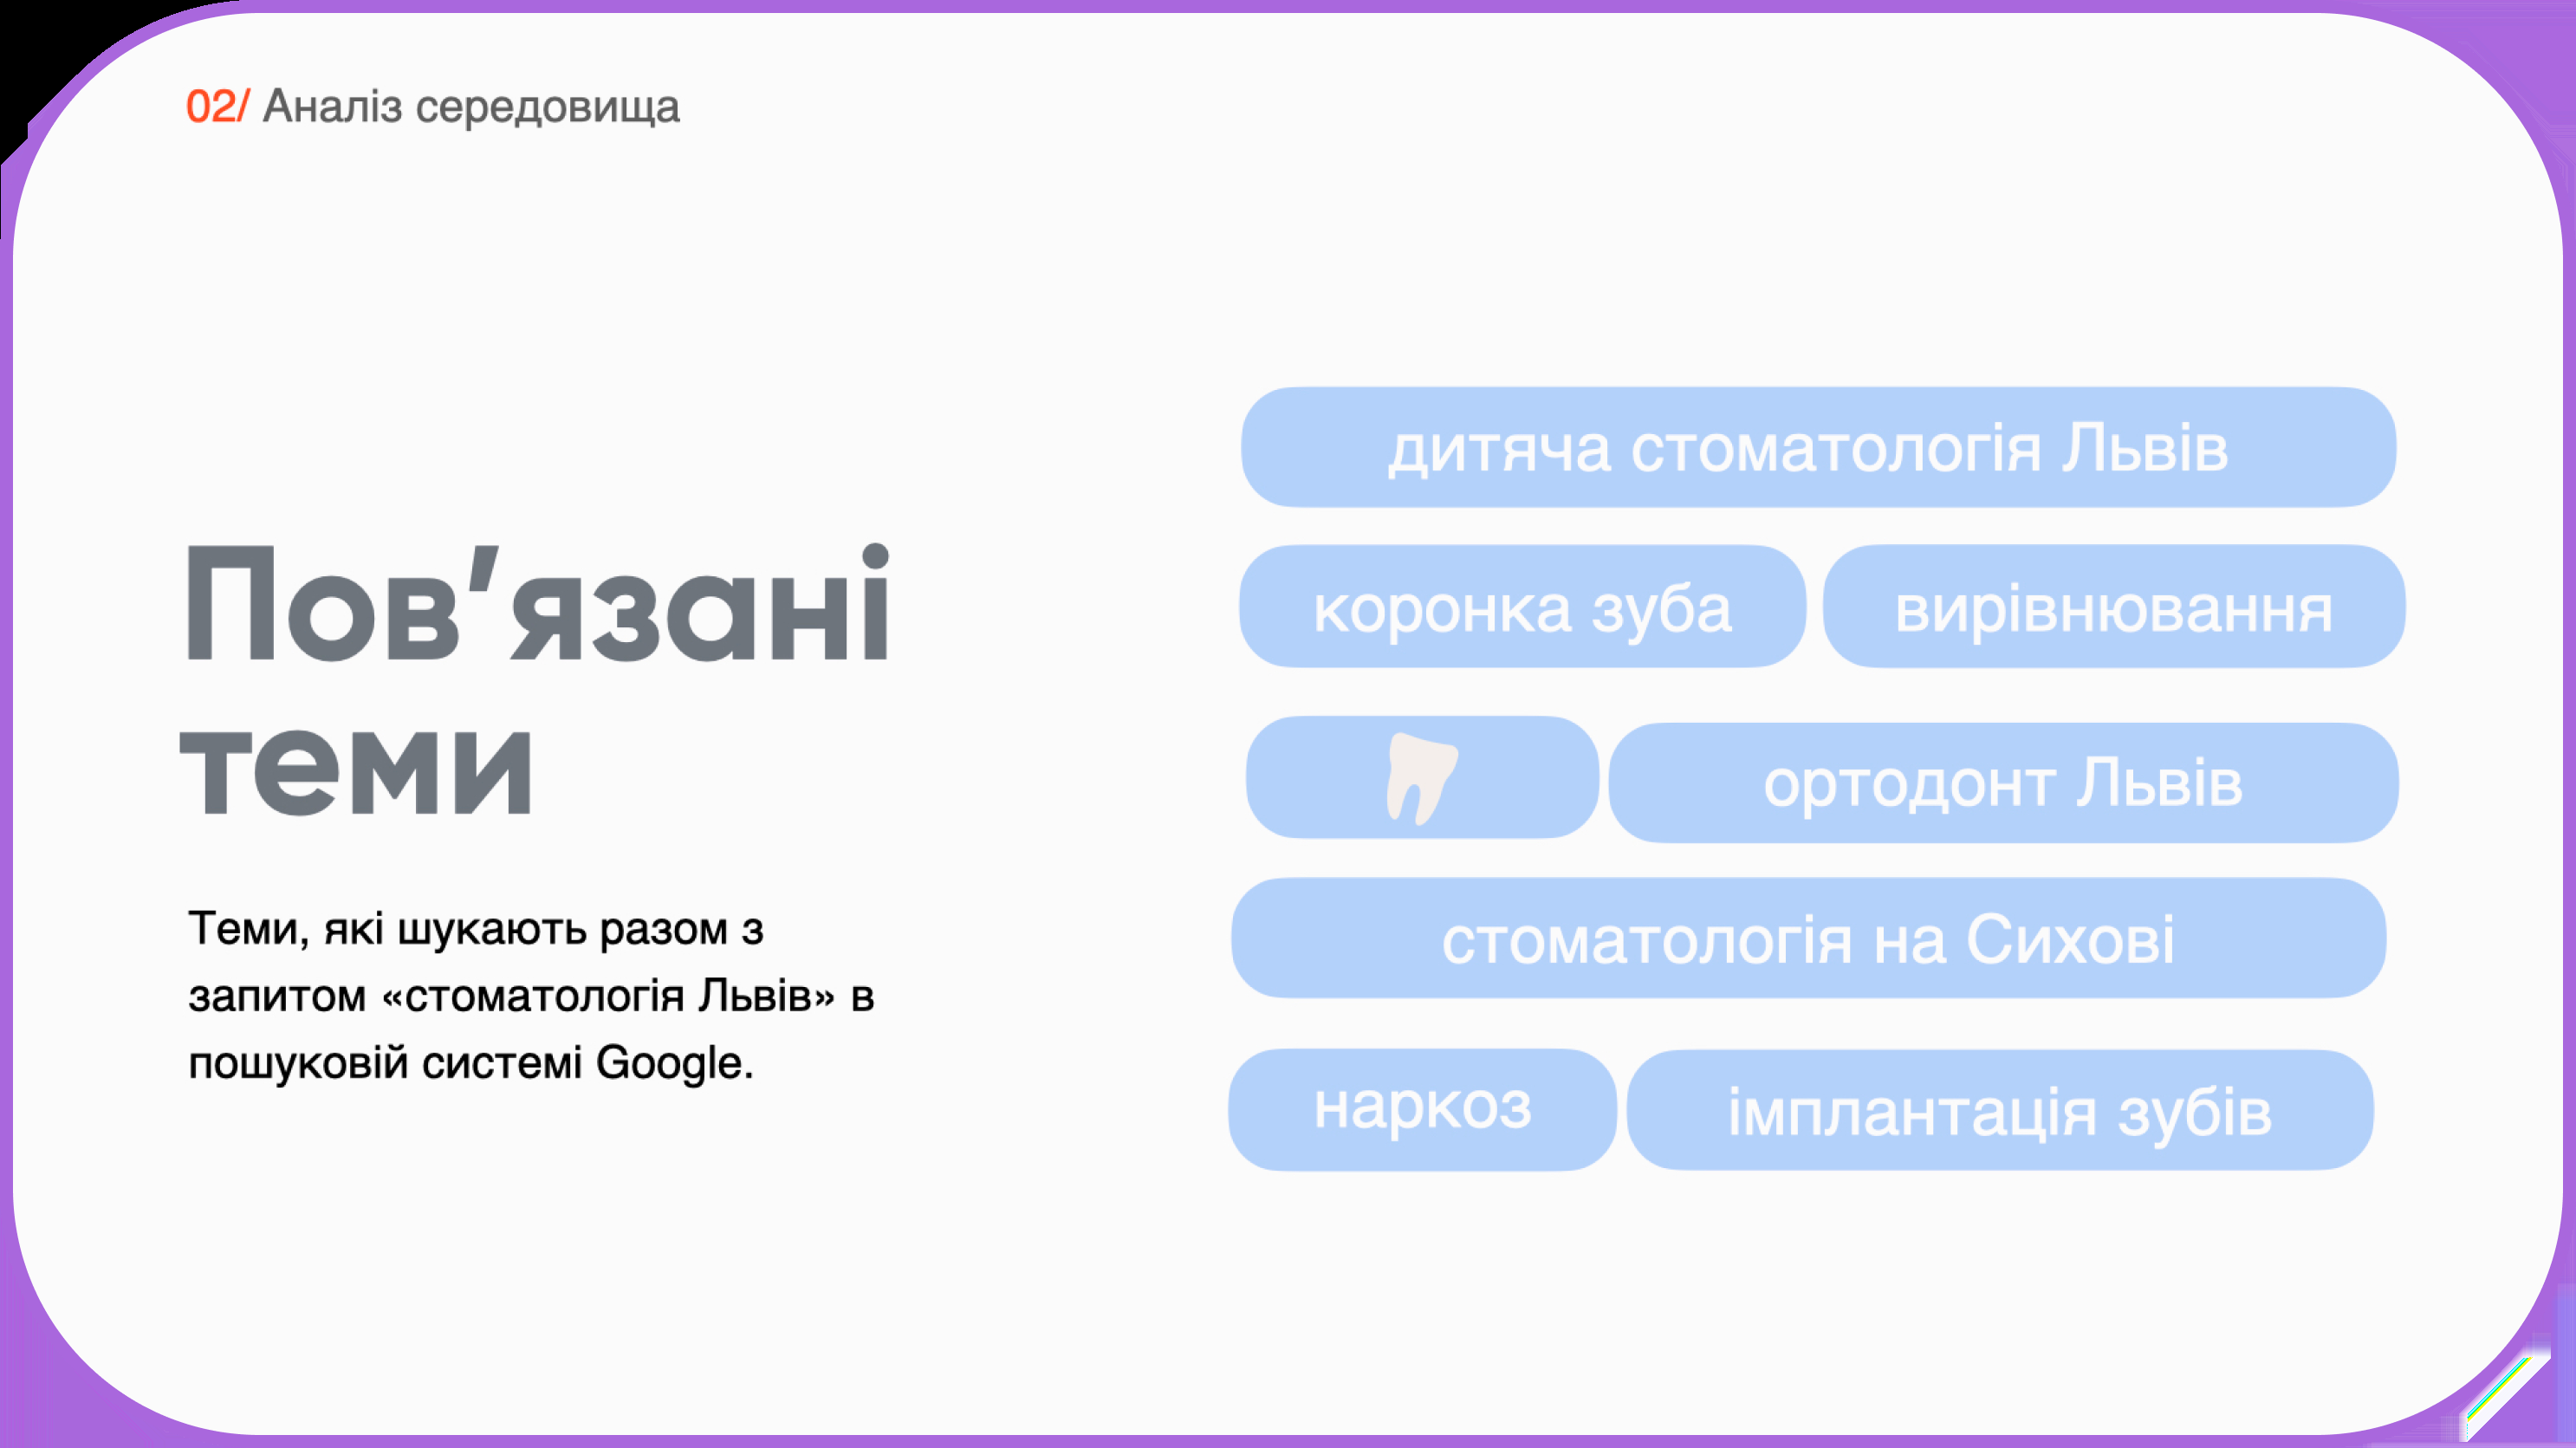 02/ Аналіз середовища
Пов’язані
теми
Теми, які шукають разом з
запитом «стоматологія Львів» в
пошуковій системі Google.
дитяча стоматологія Львів
коронка зуба
вирівнювання
ортодонт Львів
стоматологія на Сихові
наркоз
імплантація зубів